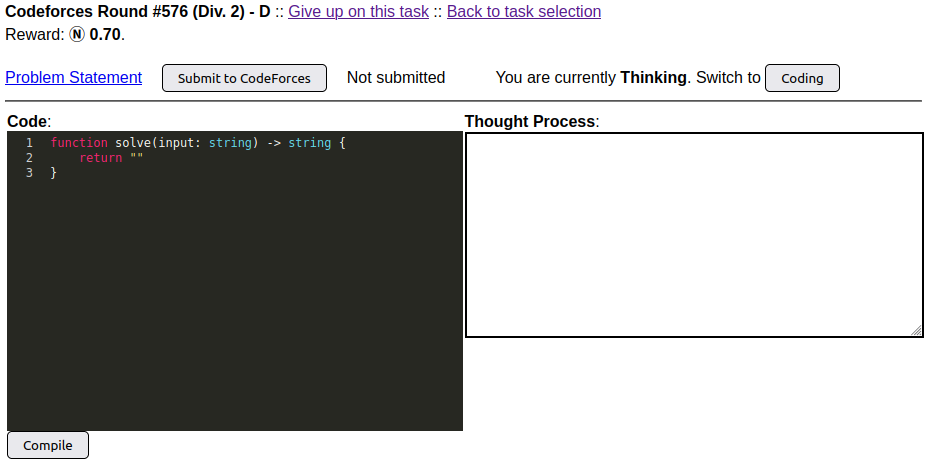 Codeforces Round #576 (Div. 2) - D :: Give up on this task :: Back to task selection
Reward: Ⓝ 0.70.
Problem Statement Submit to CodeForces Not submitted You are currently Thinking. Switch to Coding
Code: Thought Process:
1 function solve(input: string) -> string {
2     return ""
3 }
Compile